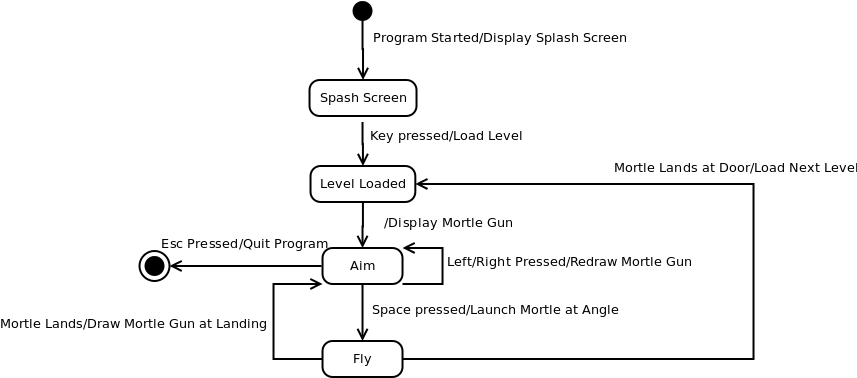 Program Started/Display Splash Screen
Spash Screen
Key pressed/Load Level
Mortle Lands at Door/Load Next Level
Level Loaded
/Display Mortle Gun
Esc Pressed/Quit Program
Aim
Left/Right Pressed/Redraw Mortle Gun
Space pressed/Launch Mortle at Angle
Mortle Lands/Draw Mortle Gun at Landing
Fly